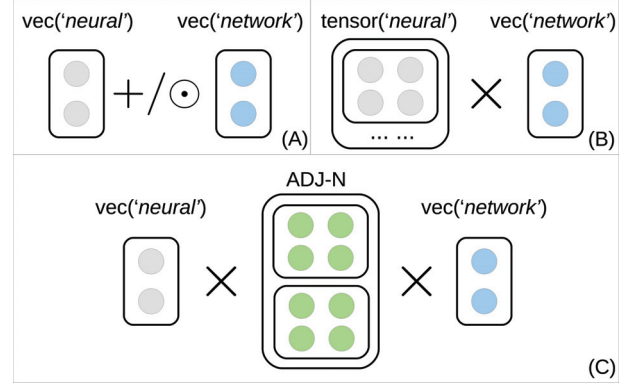 vec('neural') vec('network')
+/⊙
(A)
tensor('neural') vec('network')
×
... ...
(B)
ADJ-N
vec('neural') vec('network')
× ×
(C)